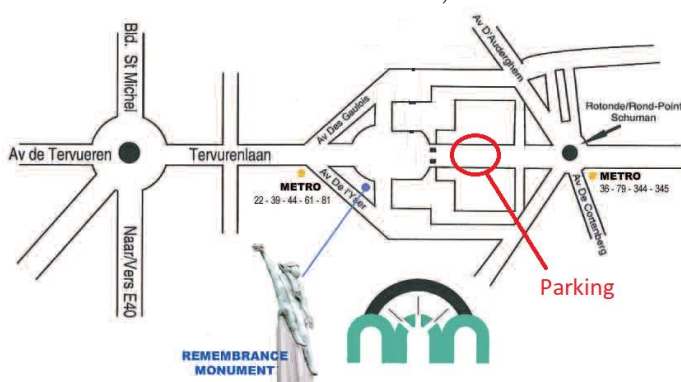 Bld. St Michel
Av D'Auderghem
Rotonde/Rond-Point
Schuman
Av Des Gaulois
Av de Tervueren
Tervurenlaan
METRO
22 - 39 - 44 - 61 - 81
Av De l'Yser
METRO
36 - 79 - 344 - 345
Av De Cortenberg
Naar/Vers E40
Parking
REMEMBRANCE
MONUMENT